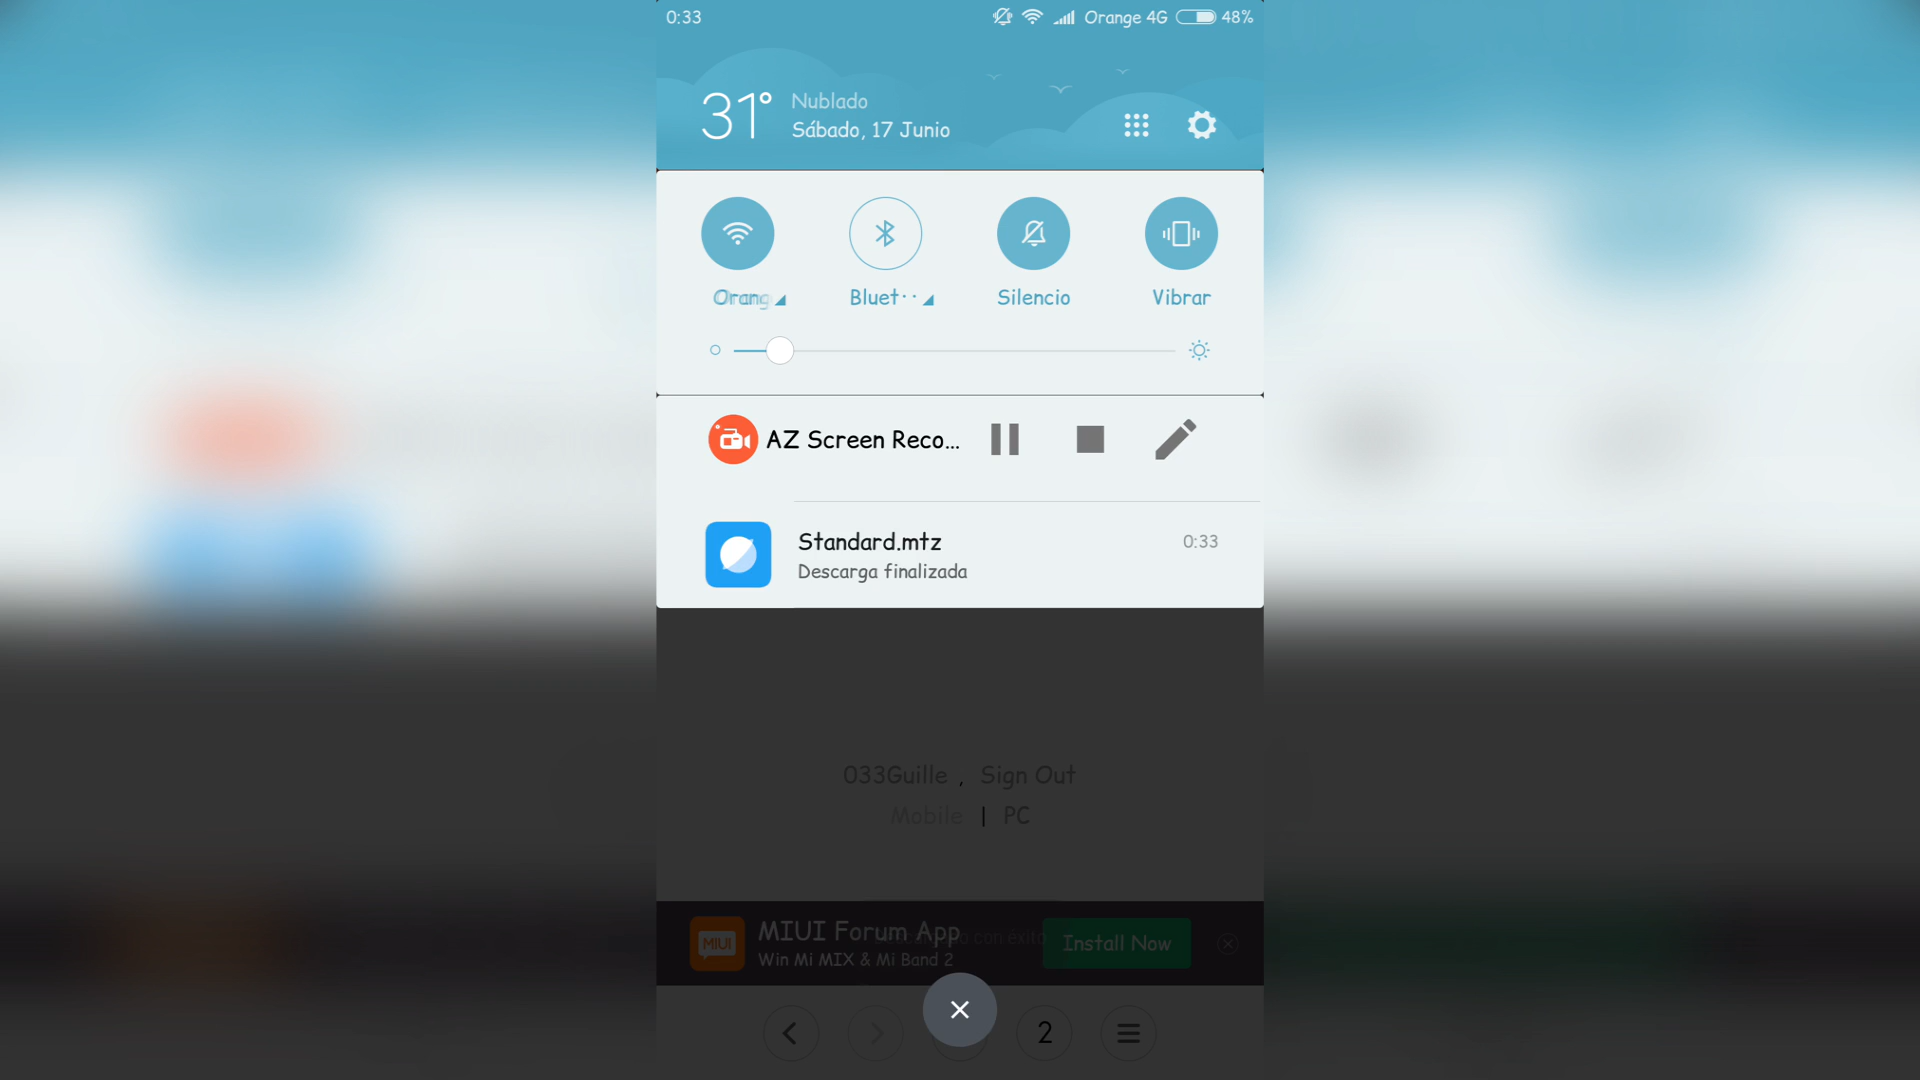 0:33
Orange 4G 48%
31°
Nublado
Sábado, 17 Junio
Orang
Bluet··
Silencio
Vibrar
AZ Screen Reco...
Standard.mtz
0:33
Descarga finalizada
033Guille , Sign Out
Mobile | PC
MIUI
MIUI Forum App
Win Mi MIX & Mi Band 2
con éxito
Install Now
2